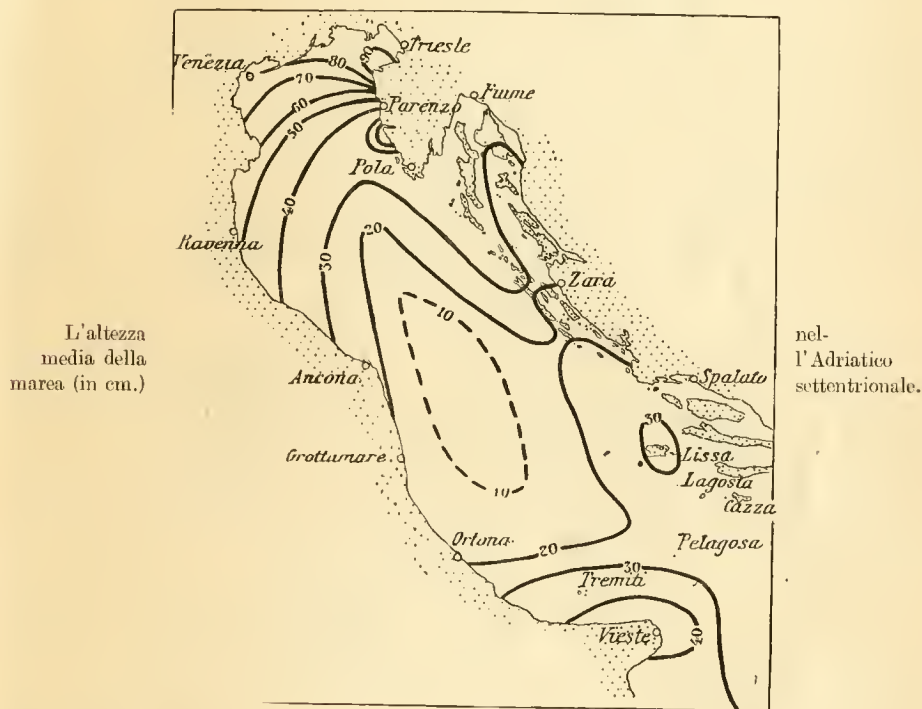 Trieste
Venezia
90
80
70
60
50
Fiume
Parenzo
Pola
40
20
Ravenna
30
Zara
10
L'altezza
media della
marea (in cm.)
nel-
l'Adriatico
settentrionale.
Ancona
Spalato
30
Grottamare
Lissa
Lagosta
10
Cazza
Ortona
20
Pelagosa
30
Tremiti
Vieste
40